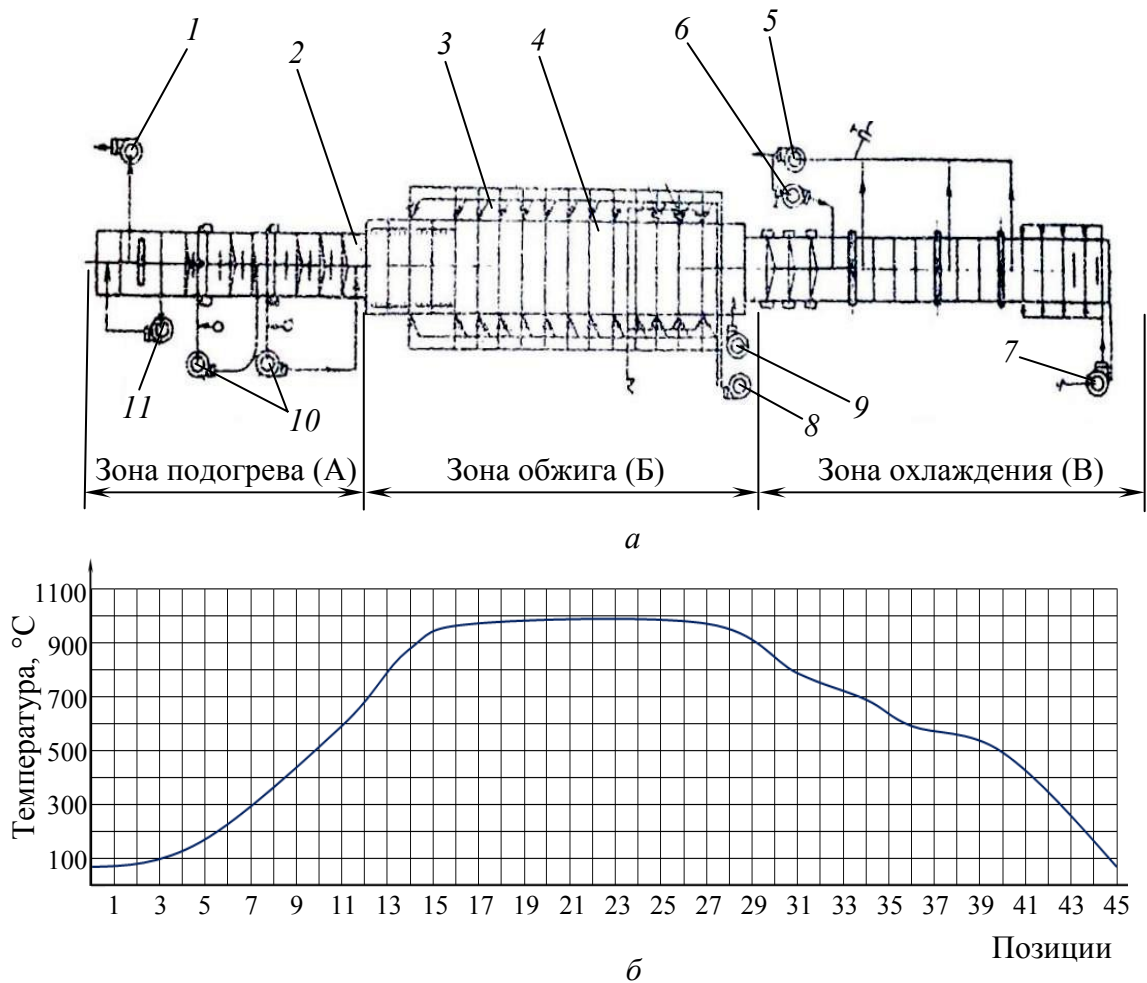 1
2
3
4
6
5
11
10
9
8
7
Зона подогрева (А)
Зона обжига (Б)
Зона охлаждения (В)
а
Температура, °С
1100
900
700
500
300
100
1 3 5 7 9 11 13 15 17 19 21 23 25 27 29 31 33 35 37 39 41 43 45
Позиции
б